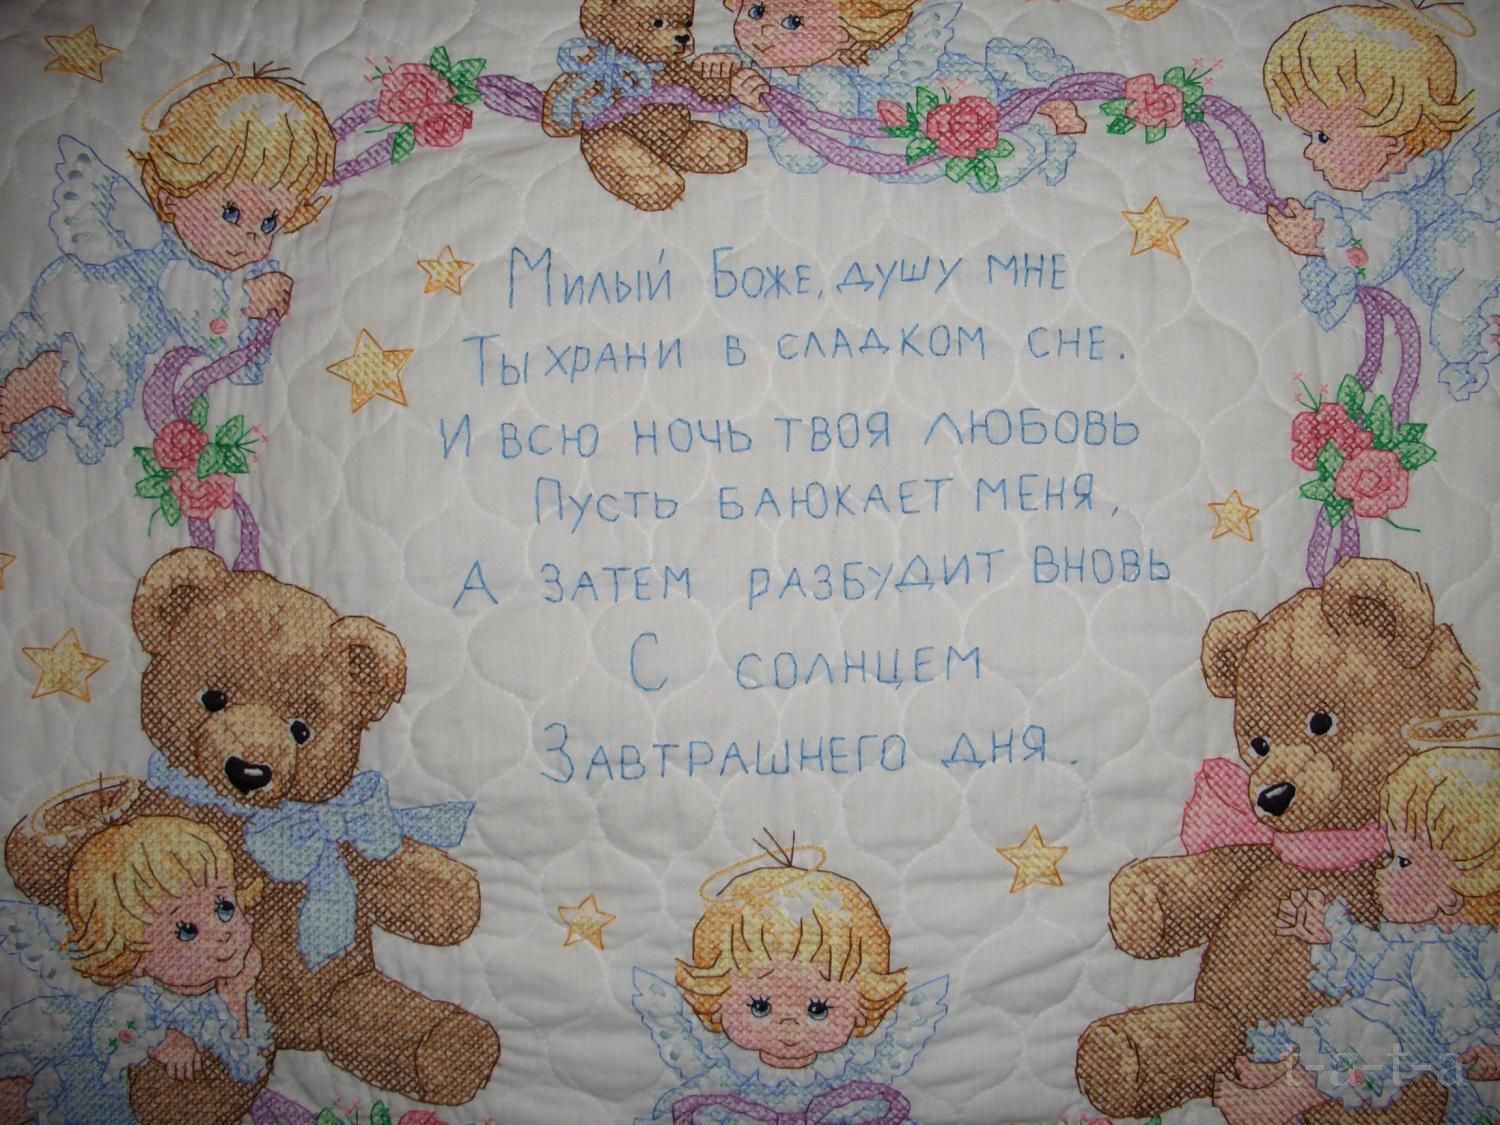 Милый Боже, душу мне
Ты храни в сладком сне.
И всю ночь твоя любовь
Пусть баюкает меня,
А затем разбудит вновь
С солнцем
Завтрашнего дня.
t-a-t-a